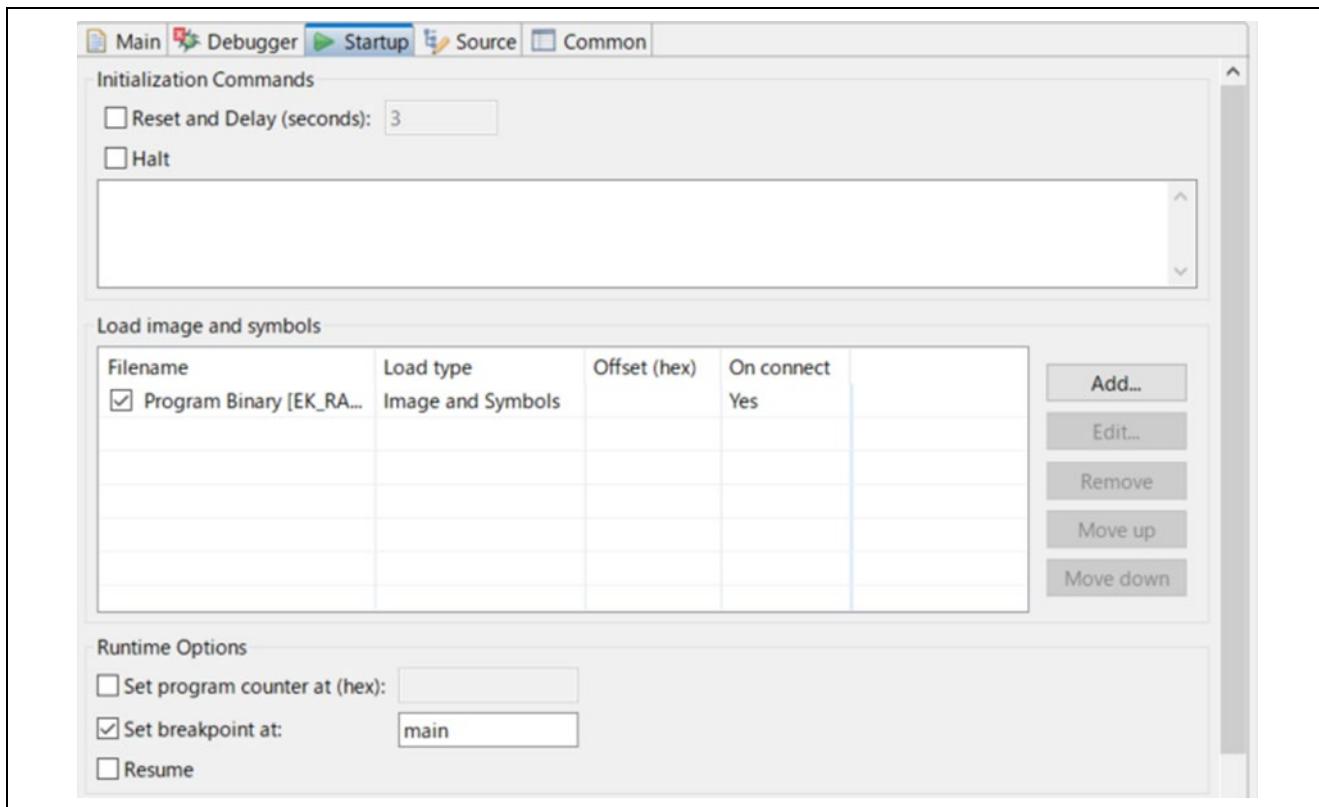 Main Debugger Startup Source Common
Initialization Commands
Reset and Delay (seconds): 3
Halt
Load image and symbols
Filename Load type Offset (hex) On connect
Program Binary [EK_RA... Image and Symbols Yes
Add...
Edit...
Remove
Move up
Move down
Runtime Options
Set program counter at (hex):
Set breakpoint at: main
Resume